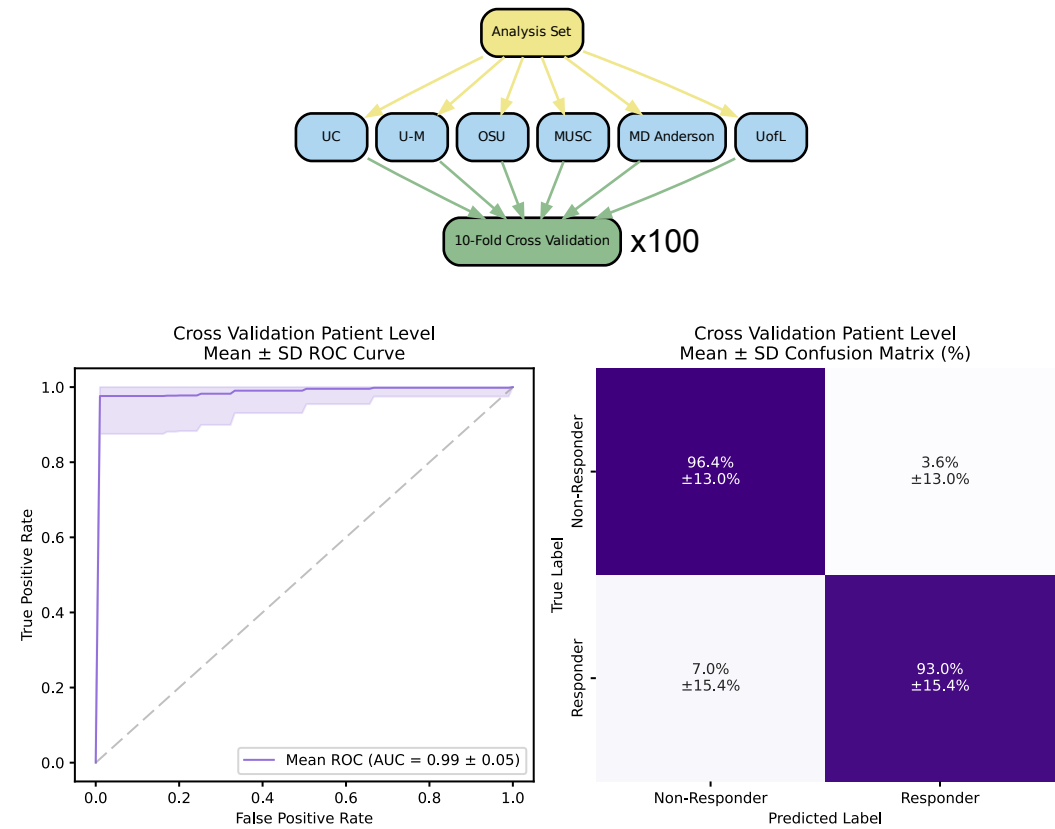 Analysis Set
UC
U-M
OSU
MUSC
MD Anderson
UofL
10-Fold Cross Validation
x100
Cross Validation Patient Level
Mean ± SD ROC Curve
True Positive Rate
1.0
0.8
0.6
0.4
0.2
0.0
Mean ROC (AUC = 0.99 ± 0.05)
0.0
0.2
0.4
0.6
0.8
1.0
False Positive Rate
Cross Validation Patient Level
Mean ± SD Confusion Matrix (%)
True Label
Non-Responder
96.4%
±13.0%
3.6%
±13.0%
Responder
7.0%
±15.4%
93.0%
±15.4%
Non-Responder
Responder
Predicted Label